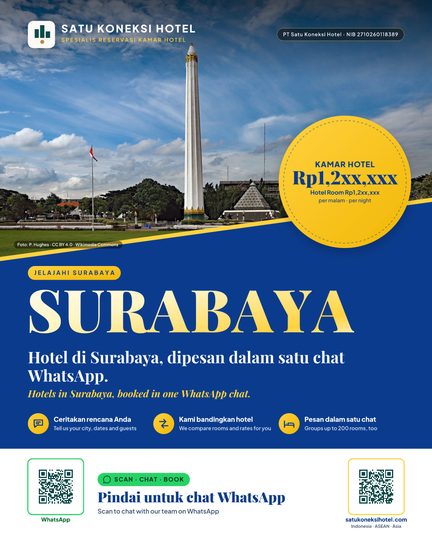 SATU KONEKSI HOTEL
SPESIALIS RESERVASI KAMAR HOTEL
PT Satu Koneksi Hotel · NIB 2710260118389
KAMAR HOTEL
Rp1,2xx,xxx
Hotel Room Rp1,2xx,xxx
per malam · per night
Foto: P. Hughes · CC BY 4.0 · Wikimedia Commons
JELAJAHI SURABAYA
SURABAYA
Hotel di Surabaya, dipesan dalam satu chat
WhatsApp.
Hotels in Surabaya, booked in one WhatsApp chat.
Ceritakan rencana Anda
Tell us your city, dates and guests
Kami bandingkan hotel
We compare rooms and rates for you
Pesan dalam satu chat
Groups up to 200 rooms, too
SCAN · CHAT · BOOK
Pindai untuk chat WhatsApp
Scan to chat with our team on WhatsApp
WhatsApp
satukoneksihotel.com
Indonesia · ASEAN · Asia